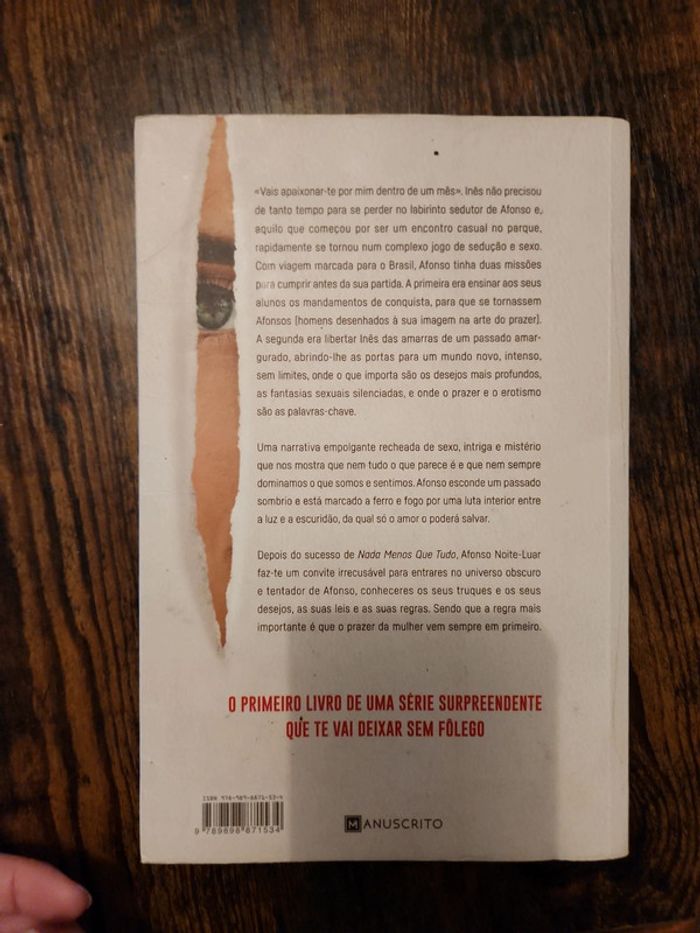 «Vais apaixonar-te por mim dentro de um mês». Inês não precisou
de tanto tempo para se perder no labirinto sedutor de Afonso e,
aquilo que começou por ser um encontro casual no parque,
rapidamente se tornou num complexo jogo de sedução e sexo.
Com viagem marcada para o Brasil, Afonso tinha duas missões
para cumprir antes da sua partida. A primeira era ensinar aos seus
alunos os mandamentos de conquista, para que se tornassem
Afonsos (homens desenhados à sua imagem na arte do prazer).
A segunda era libertar Inês das amarras de um passado amar-
gurado, abrindo-lhe as portas para um mundo novo, intenso,
sem limites, onde o que importa são os desejos mais profundos,
as fantasias sexuais silenciadas, e onde o prazer e o erotismo
são as palavras-chave.
Uma narrativa empolgante recheada de sexo, intriga e mistério
que nos mostra que nem tudo o que parece é e que nem sempre
dominamos o que somos e sentimos. Afonso esconde um passado
sombrio e está marcado a ferro e fogo por uma luta interior entre
a luz e a escuridão, da qual só o amor o poderá salvar.
Depois do sucesso de Nada Menos Que Tudo, Afonso Noite-Luar
faz-te um convite irrecusável para entrares no universo obscuro
e tentador de Afonso, conheceres os seus truques e os seus
desejos, as suas leis e as suas regras. Sendo que a regra mais
importante é que o prazer da mulher vem sempre em primeiro.
O PRIMEIRO LIVRO DE UMA SÉRIE SURPREENDENTE
QUE TE VAI DEIXAR SEM FÔLEGO
ISBN 978-989-8871-53-4
9 789898 871534
MANUSCRITO